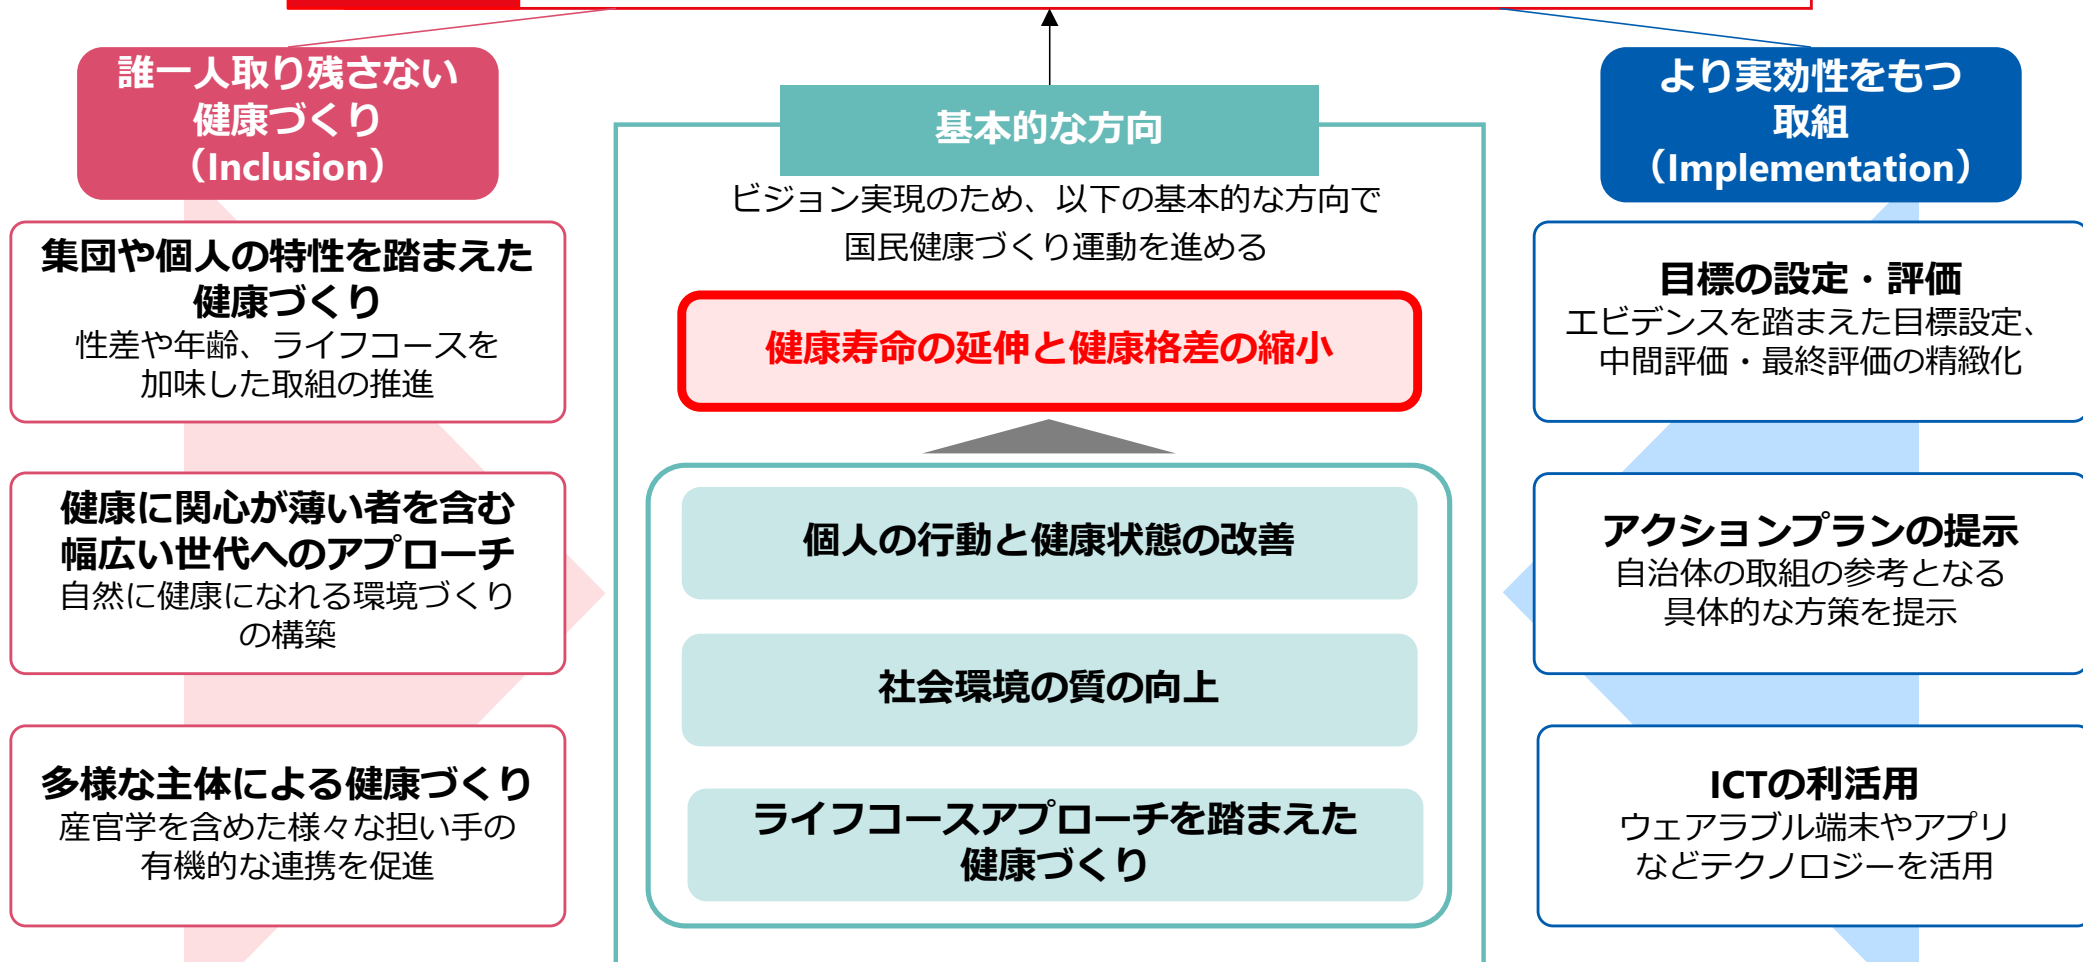 誰一人取り残さない
健康づくり
（Inclusion）
集団や個人の特性を踏まえた
健康づくり
性差や年齢、ライフコースを
加味した取組の推進
健康に関心が薄い者を含む
幅広い世代へのアプローチ
自然に健康になれる環境づくり
の構築
多様な主体による健康づくり
産官学を含めた様々な担い手の
有機的な連携を促進
基本的な方向
ビジョン実現のため、以下の基本的な方向で
国民健康づくり運動を進める
健康寿命の延伸と健康格差の縮小
個人の行動と健康状態の改善
社会環境の質の向上
ライフコースアプローチを踏まえた
健康づくり
より実効性をもつ
取組
（Implementation）
目標の設定・評価
エビデンスを踏まえた目標設定、
中間評価・最終評価の精緻化
アクションプランの提示
自治体の取組の参考となる
具体的な方策を提示
ICTの利活用
ウェアラブル端末やアプリ
などテクノロジーを活用